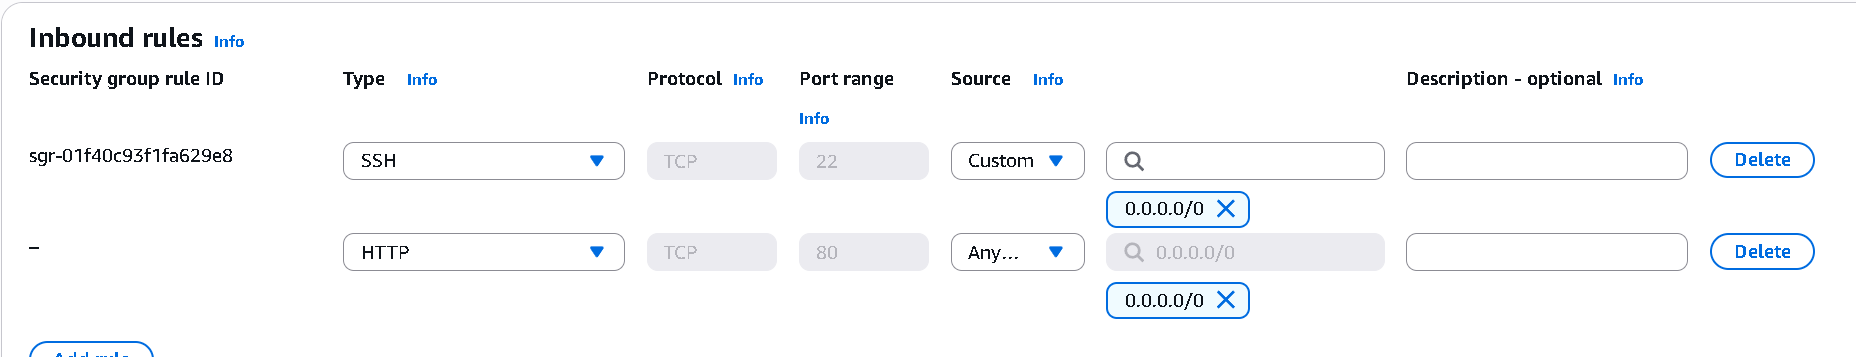 Inbound rules Info
Security group rule ID Type Info Protocol Info Port range Source Info Description - optional Info
Info
sgr-01f40c93f1fa629e8 SSH TCP 22 Custom Delete
0.0.0.0/0
– HTTP TCP 80 Any... 0.0.0.0/0 Delete
0.0.0.0/0
Add rule